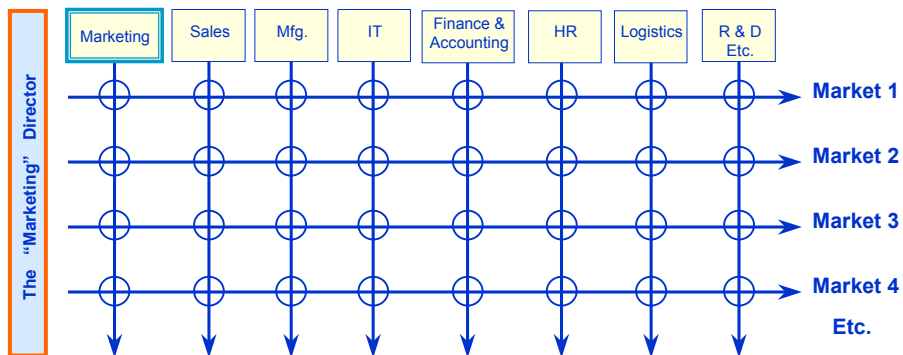 The "Marketing" Director
Marketing
Sales
Mfg.
IT
Finance &
Accounting
HR
Logistics
R & D
Etc.
Market 1
Market 2
Market 3
Market 4
Etc.